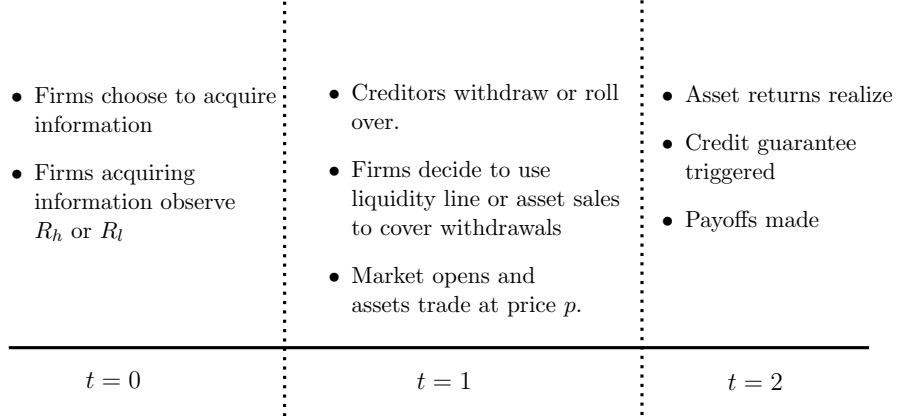 • Firms choose to acquire
information
• Firms acquiring
information observe
R_h or R_l
• Creditors withdraw or roll
over.
• Firms decide to use
liquidity line or asset sales
to cover withdrawals
• Market opens and
assets trade at price p.
• Asset returns realize
• Credit guarantee
triggered
• Payoffs made
t = 0
t = 1
t = 2